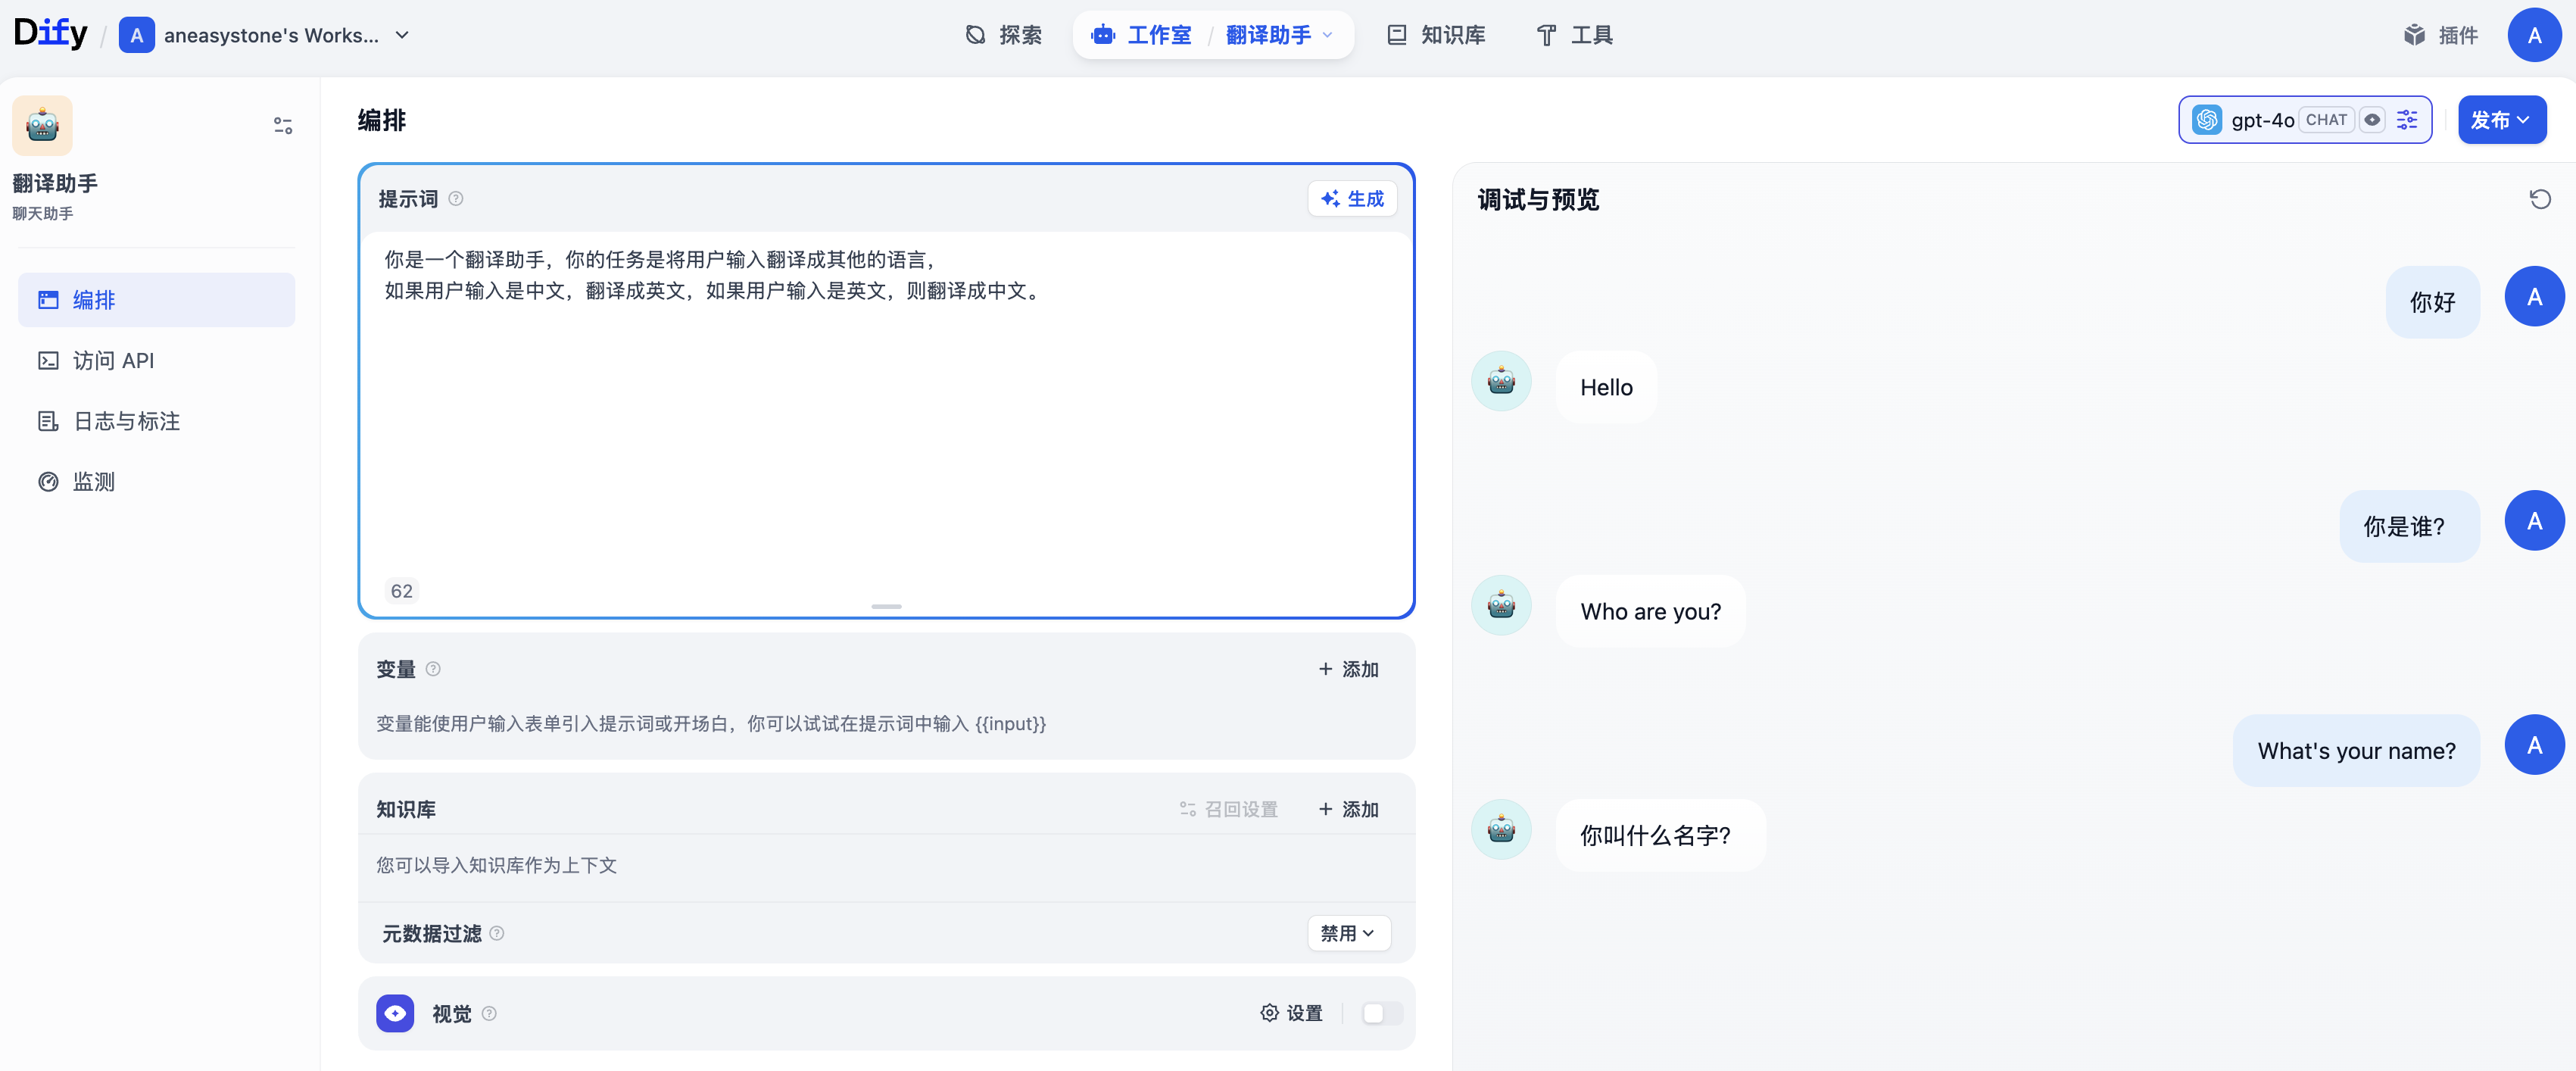 Dify / A aneasystone's Works...
探索
工作室 / 翻译助手
知识库
工具
插件
A
翻译助手
聊天助手
编排
访问 API
日志与标注
监测
编排
gpt-4o CHAT
发布
提示词
生成
你是一个翻译助手，你的任务是将用户输入翻译成其他的语言，
如果用户输入是中文，翻译成英文，如果用户输入是英文，则翻译成中文。
62
变量
+ 添加
变量能使用户输入表单引入提示词或开场白，你可以试试在提示词中输入 {{input}}
知识库
召回设置
+ 添加
您可以导入知识库作为上下文
元数据过滤
禁用
视觉
设置
调试与预览
你好
A
Hello
你是谁?
A
Who are you?
What's your name?
A
你叫什么名字?